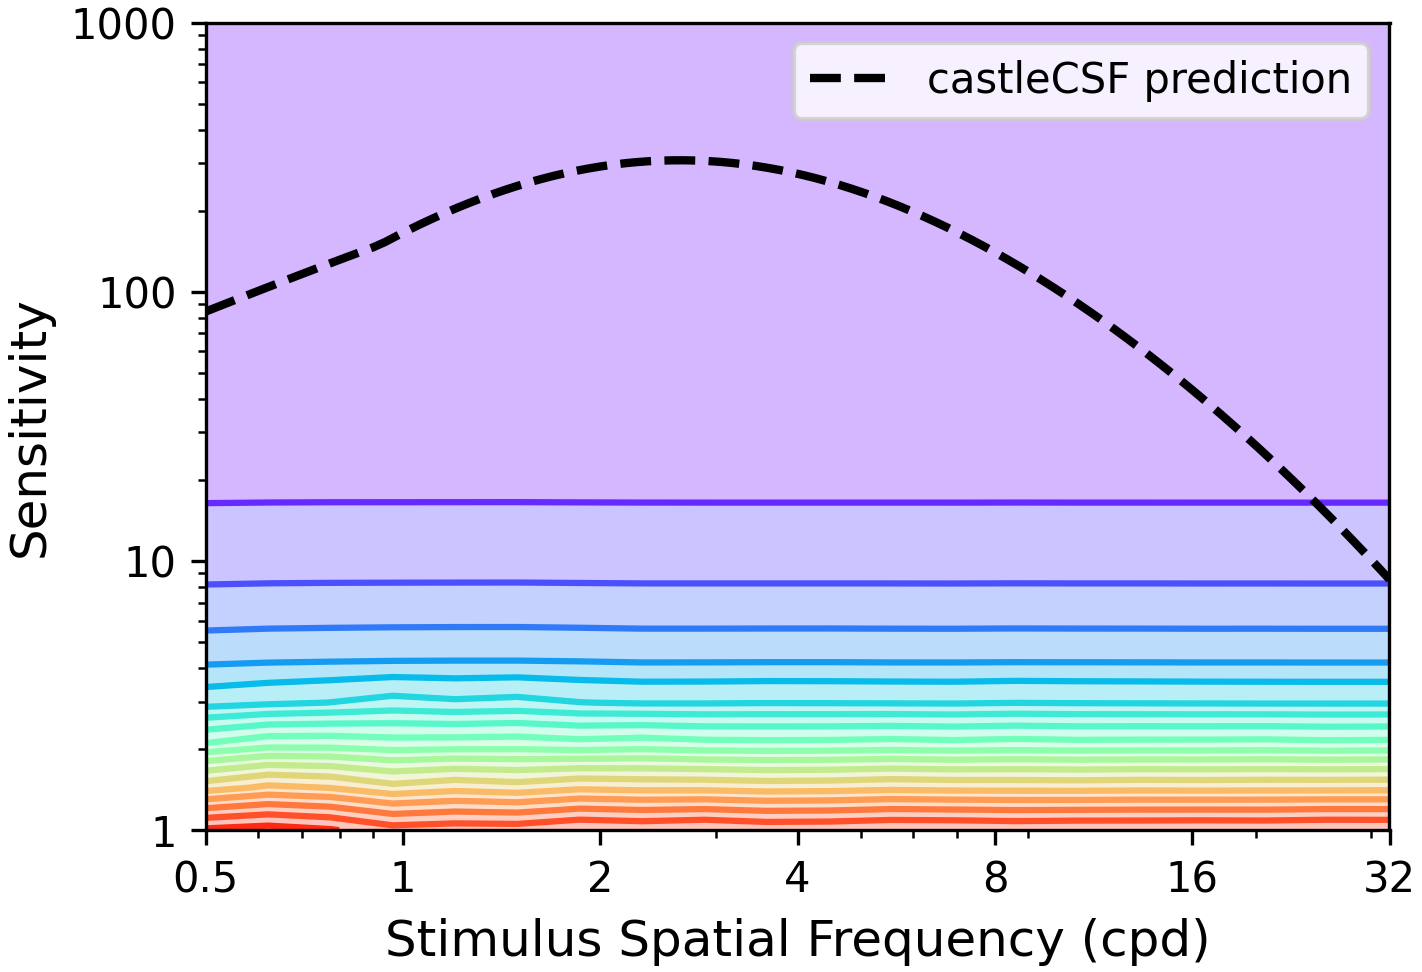 1000
castleCSF prediction
100
10
1
Sensitivity
0.5 1 2 4 8 16 32
Stimulus Spatial Frequency (cpd)